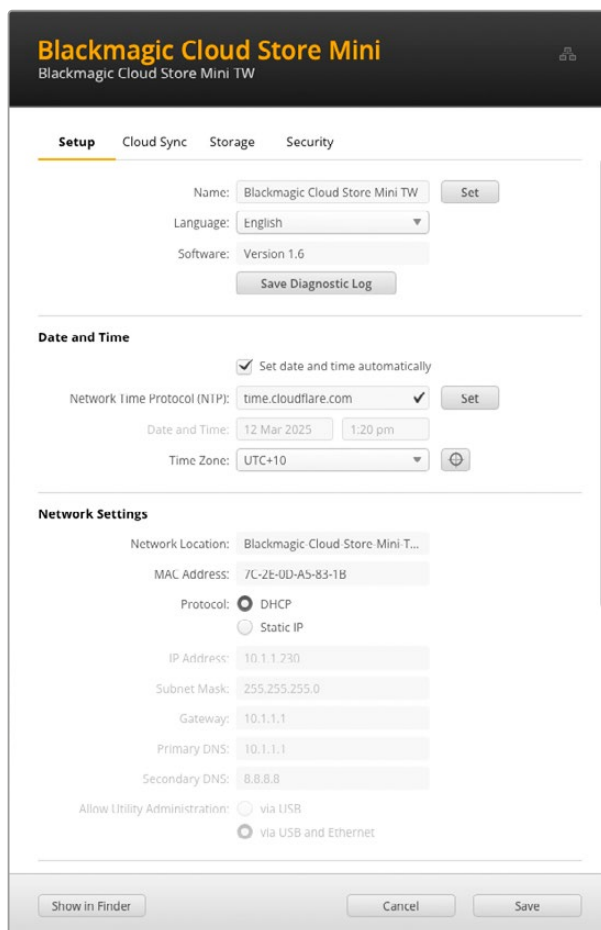 Blackmagic Cloud Store Mini
Blackmagic Cloud Store Mini TW
Setup Cloud Sync Storage Security
Name: Blackmagic Cloud Store Mini TW Set
Language: English
Software: Version 1.6
Save Diagnostic Log
Date and Time
Set date and time automatically
Network Time Protocol (NTP): time.cloudflare.com Set
Date and Time: 12 Mar 2025 1:20 pm
Time Zone: UTC+10
Network Settings
Network Location: Blackmagic-Cloud-Store-Mini-T...
MAC Address: 7C-2E-0D-A5-83-1B
Protocol: DHCP
Static IP
IP Address: 10.1.1.230
Subnet Mask: 255.255.255.0
Gateway: 10.1.1.1
Primary DNS: 10.1.1.1
Secondary DNS: 8.8.8.8
Allow Utility Administration: via USB
via USB and Ethernet
Show in Finder Cancel Save